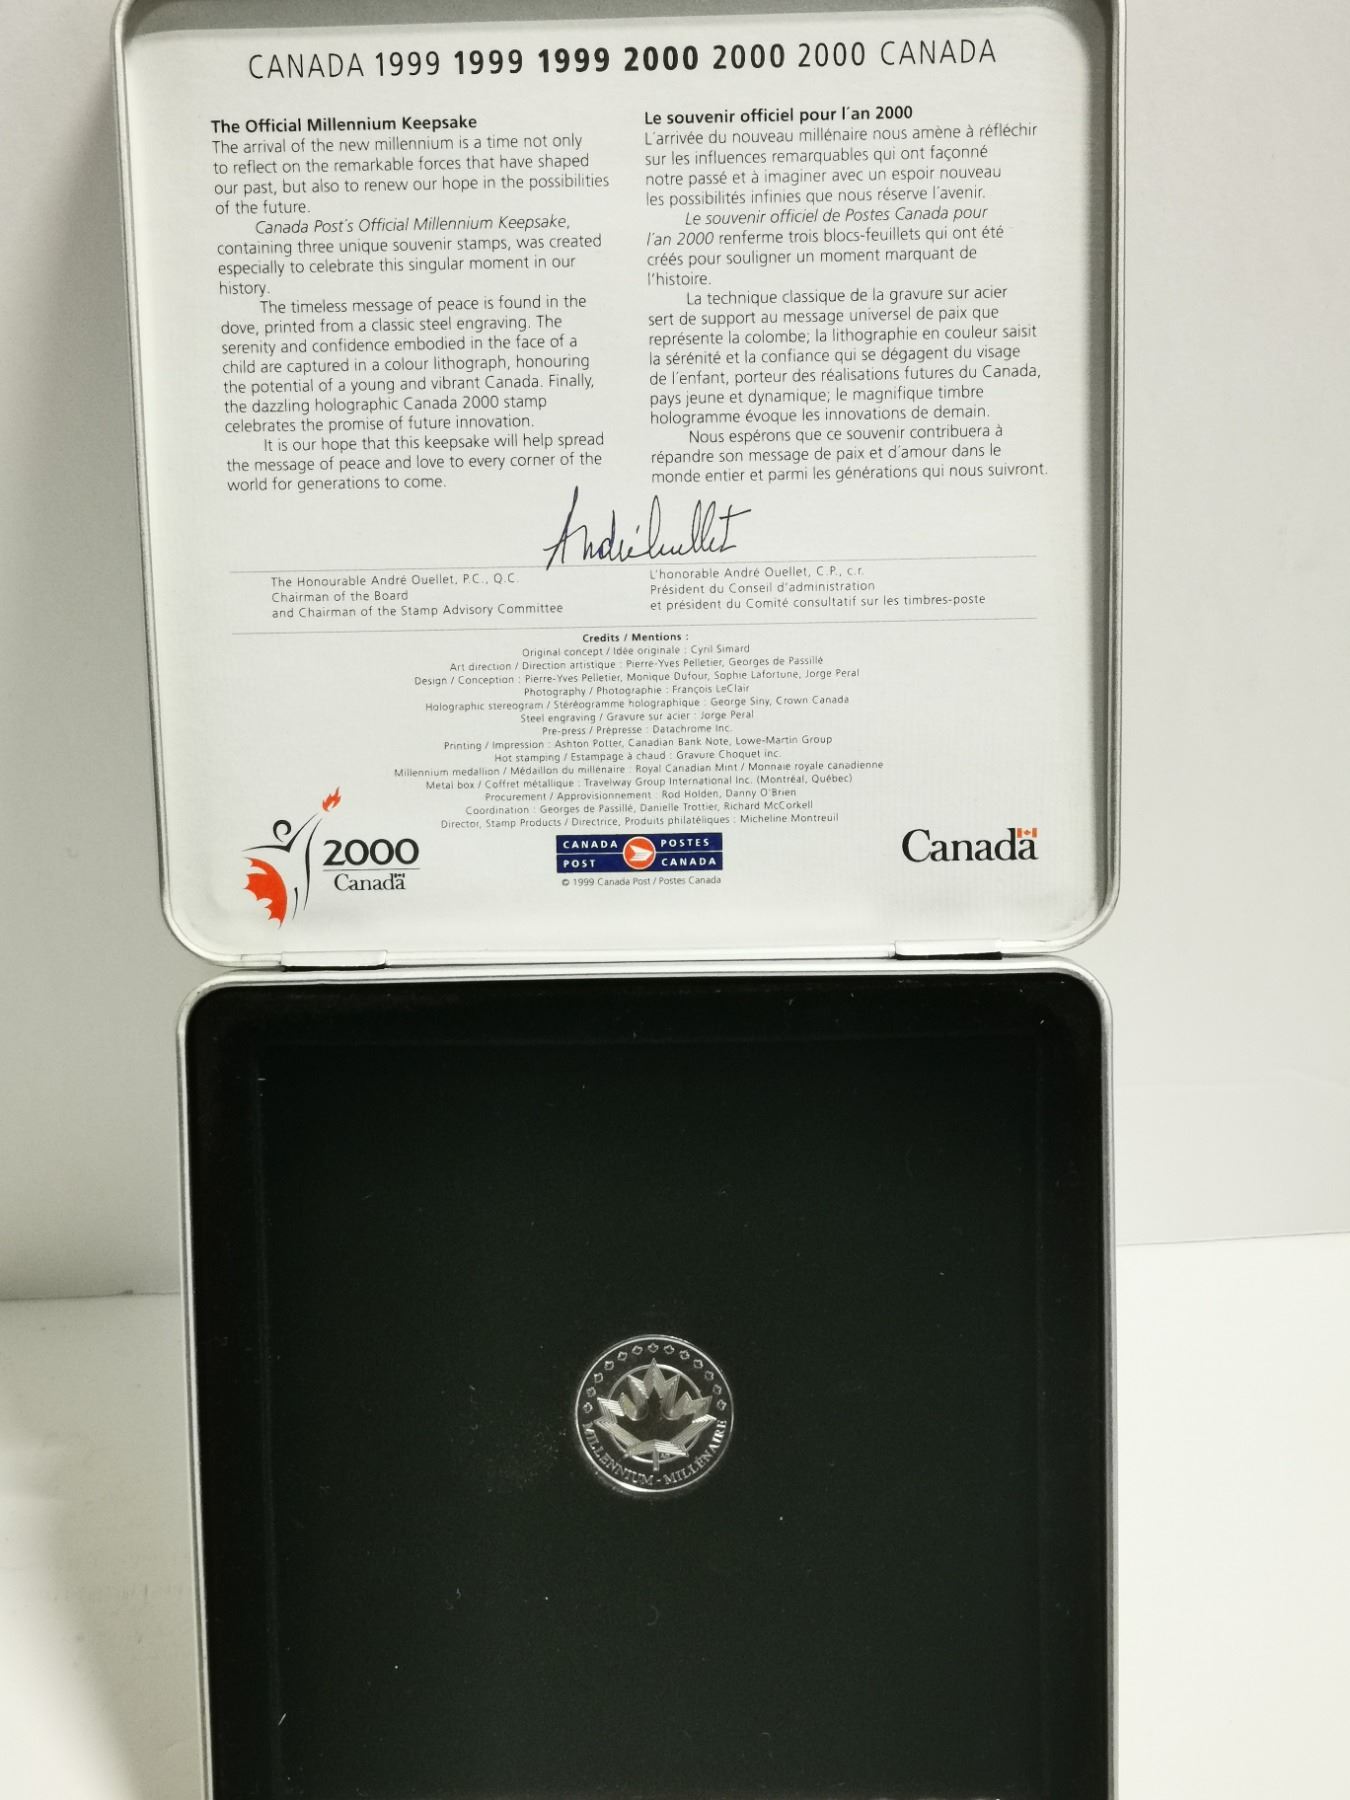 CANADA 1999 1999 1999 2000 2000 2000 CANADA
The Official Millennium Keepsake
The arrival of the new millennium is a time not only
to reflect on the remarkable forces that have shaped
our past, but also to renew our hope in the possibilities
of the future.
Canada Post's Official Millennium Keepsake,
containing three unique souvenir stamps, was created
especially to celebrate this singular moment in our
history.
The timeless message of peace is found in the
dove, printed from a classic steel engraving. The
serenity and confidence embodied in the face of a
child are captured in a colour lithograph, honouring
the potential of a young and vibrant Canada. Finally,
the dazzling holographic Canada 2000 stamp
celebrates the promise of future innovation.
It is our hope that this keepsake will help spread
the message of peace and love to every corner of the
world for generations to come.
Le souvenir officiel pour l'an 2000
L'arrivée du nouveau millénaire nous amène à réfléchir
sur les influences remarquables qui ont façonné
notre passé et à imaginer avec un espoir nouveau
les possibilités infinies que nous réserve l'avenir.
Le souvenir officiel de Postes Canada pour
l'an 2000 renferme trois blocs-feuillets qui ont été
créés pour souligner un moment marquant de
l'histoire.
La technique classique de la gravure sur acier
sert de support au message universel de paix que
représente la colombe; la lithographie en couleur saisit
la sérénité et la confiance qui se dégagent du visage
de l'enfant, porteur des réalisations futures du Canada,
pays jeune et dynamique; le magnifique timbre
hologramme évoque les innovations de demain.
Nous espérons que ce souvenir contribuera à
répandre son message de paix et d'amour dans le
monde entier et parmi les générations qui nous suivront.
André Ouellet
The Honourable André Ouellet, P.C., Q.C.
Chairman of the Board
and Chairman of the Stamp Advisory Committee
L'honorable André Ouellet, C.P., c.r.
Président du Conseil d'administration
et président du Comité consultatif sur les timbres-poste
Credits / Mentions :
Original concept / Idée originale : Cyril Simard
Art direction / Direction artistique : Pierre-Yves Pelletier, Georges de Passillé
Design / Conception : Pierre-Yves Pelletier, Monique Dufour, Sophie Lafortune, Jorge Peral
Photography / Photographie : François LeClair
Holographic stereogram / Stéréogramme holographique : George Siny, Crown Canada
Steel engraving / Gravure sur acier : Jorge Peral
Pre-press / Prépresse : Datachrome Inc.
Printing / Impression : Ashton Potter, Canadian Bank Note, Lowe-Martin Group
Hot stamping / Estampage à chaud : Gravure Choquet inc.
Millennium medallion / Médaillon du millénaire : Royal Canadian Mint / Monnaie royale canadienne
Metal box / Coffret métallique : Travelway Group International Inc. (Montréal, Québec)
Procurement / Approvisionnement : Rod Holden, Danny O'Brien
Coordination : Georges de Passillé, Danielle Trottier, Richard McCorkell
Director, Stamp Products / Directrice, Produits philatéliques : Micheline Montreuil
2000
Canada
CANADA POSTES
POST CANADA
© 1999 Canada Post / Postes Canada
Canada
MILLENNIUM - MILLÉNAIRE